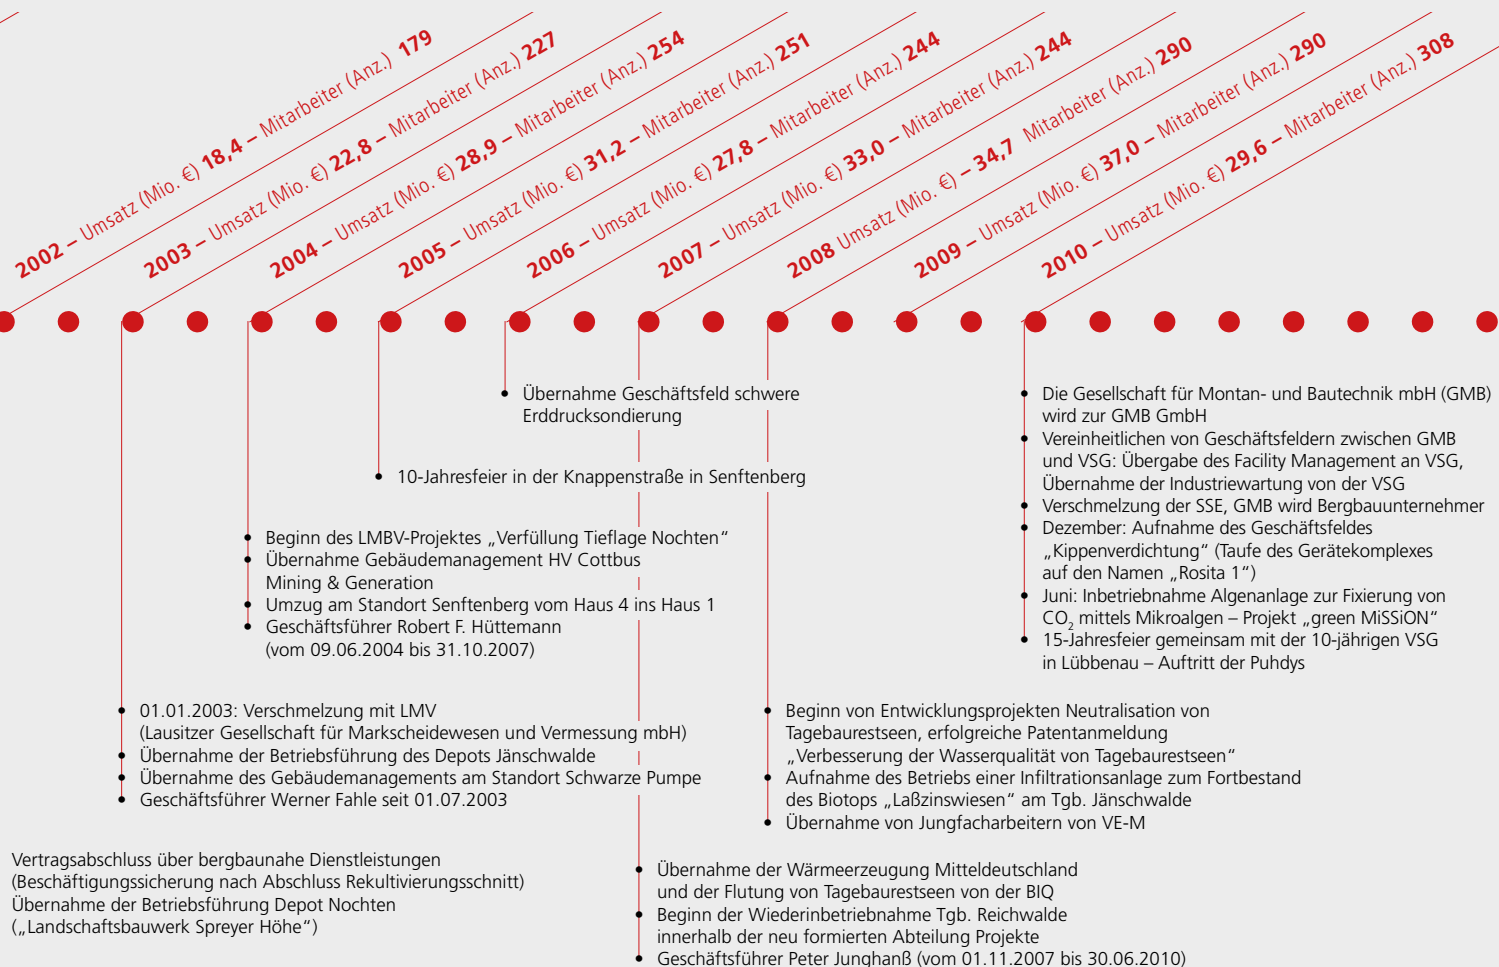 2002 – Umsatz (Mio. €) 18,4 – Mitarbeiter (Anz.) 179
2003 – Umsatz (Mio. €) 22,8 – Mitarbeiter (Anz.) 227
2004 – Umsatz (Mio. €) 28,9 – Mitarbeiter (Anz.) 254
2005 – Umsatz (Mio. €) 31,2 – Mitarbeiter (Anz.) 251
2006 – Umsatz (Mio. €) 27,8 – Mitarbeiter (Anz.) 244
2007 – Umsatz (Mio. €) 33,0 – Mitarbeiter (Anz.) 244
2008 Umsatz (Mio. €) – 34,7 Mitarbeiter (Anz.) 290
2009 – Umsatz (Mio. €) 37,0 – Mitarbeiter (Anz.) 290
2010 – Umsatz (Mio. €) 29,6 – Mitarbeiter (Anz.) 308
Vertragsabschluss über bergbaunahe Dienstleistungen
(Beschäftigungssicherung nach Abschluss Rekultivierungsschnitt)
Übernahme der Betriebsführung Depot Nochten
(„Landschaftsbauwerk Spreyer Höhe“)
• 01.01.2003: Verschmelzung mit LMV
(Lausitzer Gesellschaft für Markscheidewesen und Vermessung mbH)
• Übernahme der Betriebsführung des Depots Jänschwalde
• Übernahme des Gebäudemanagements am Standort Schwarze Pumpe
• Geschäftsführer Werner Fahle seit 01.07.2003
• Beginn des LMBV-Projektes „Verfüllung Tieflage Nochten“
• Übernahme Gebäudemanagement HV Cottbus
Mining & Generation
• Umzug am Standort Senftenberg vom Haus 4 ins Haus 1
• Geschäftsführer Robert F. Hüttemann
(vom 09.06.2004 bis 31.10.2007)
• 10-Jahresfeier in der Knappenstraße in Senftenberg
• Übernahme Geschäftsfeld schwere
Erddrucksondierung
• Übernahme der Wärmeerzeugung Mitteldeutschland
und der Flutung von Tagebaurestseen von der BIQ
• Beginn der Wiederinbetriebnahme Tgb. Reichwalde
innerhalb der neu formierten Abteilung Projekte
• Geschäftsführer Peter Junghanß (vom 01.11.2007 bis 30.06.2010)
• Beginn von Entwicklungsprojekten Neutralisation von
Tagebaurestseen, erfolgreiche Patentanmeldung
„Verbesserung der Wasserqualität von Tagebaurestseen“
• Aufnahme des Betriebs einer Infiltrationsanlage zum Fortbestand
des Biotops „Laßzinswiesen“ am Tgb. Jänschwalde
• Übernahme von Jungfacharbeitern von VE-M
• Die Gesellschaft für Montan- und Bautechnik mbH (GMB)
wird zur GMB GmbH
• Vereinheitlichen von Geschäftsfeldern zwischen GMB
und VSG: Übergabe des Facility Management an VSG,
Übernahme der Industriewartung von der VSG
• Verschmelzung der SSE, GMB wird Bergbauunternehmer
• Dezember: Aufnahme des Geschäftsfeldes
„Kippenverdichtung“ (Taufe des Gerätekomplexes
auf den Namen „Rosita 1“)
• Juni: Inbetriebnahme Algenanlage zur Fixierung von
CO₂ mittels Mikroalgen – Projekt „green MiSSiON“
• 15-Jahresfeier gemeinsam mit der 10-jährigen VSG
in Lübbenau – Auftritt der Puhdys